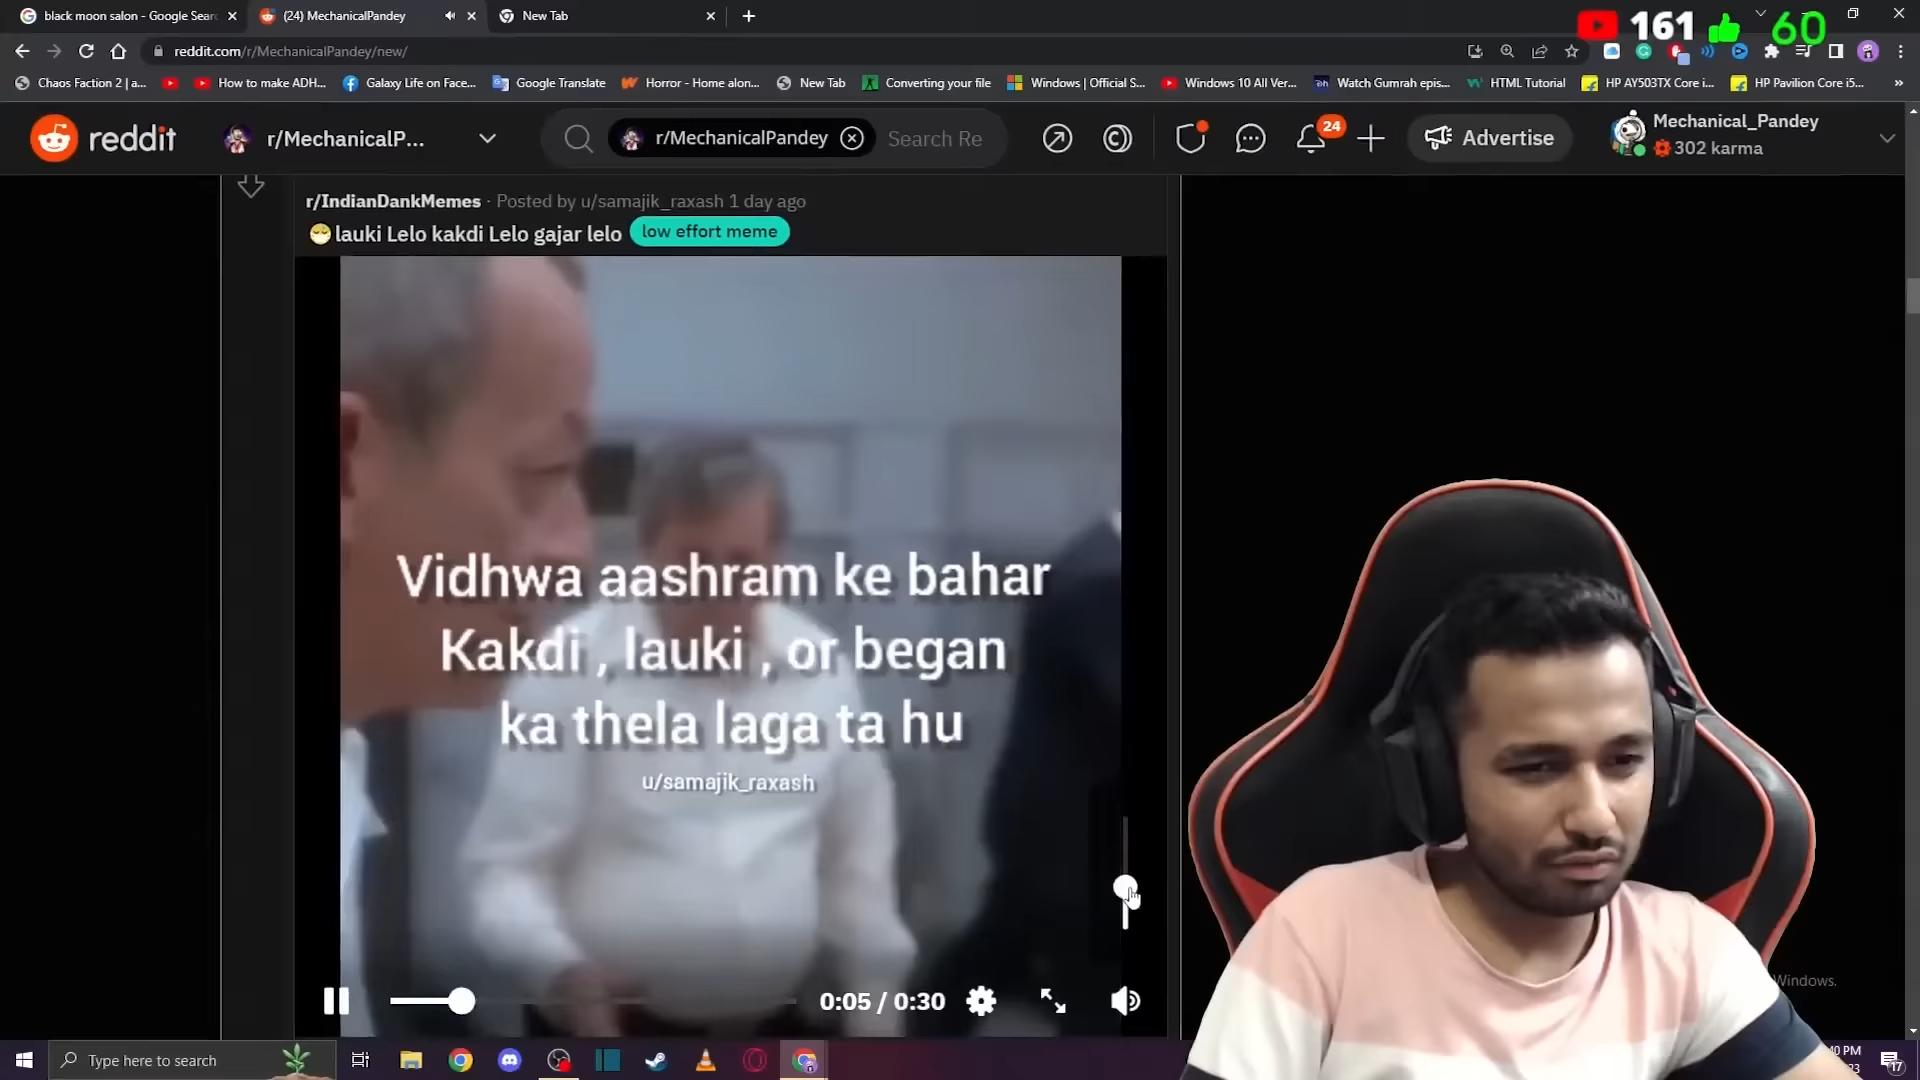 black moon salon - Google Sear
(24) MechanicalPandey
New Tab
161
60
reddit.com/r/MechanicalPandey/new/
Chaos Faction 2 | a...
How to make ADH...
Galaxy Life on Face...
Google Translate
Horror - Home alon...
New Tab
Converting your file
Windows | Official S...
Windows 10 All Ver...
Watch Gumrah epis...
HTML Tutorial
HP AY503TX Core i...
HP Pavilion Core i5...
reddit
r/MechanicalP...
r/MechanicalPandey
Search Re
24
Advertise
Mechanical_Pandey
302 karma
r/IndianDankMemes · Posted by u/samajik_raxash 1 day ago
lauki Lelo kakdi Lelo gajar lelo
low effort meme
Vidhwa aashram ke bahar
Kakdi , lauki , or began
ka thela laga ta hu
u/samajik_raxash
0:05 / 0:30
Windows.
Type here to search
40 PM
23
17